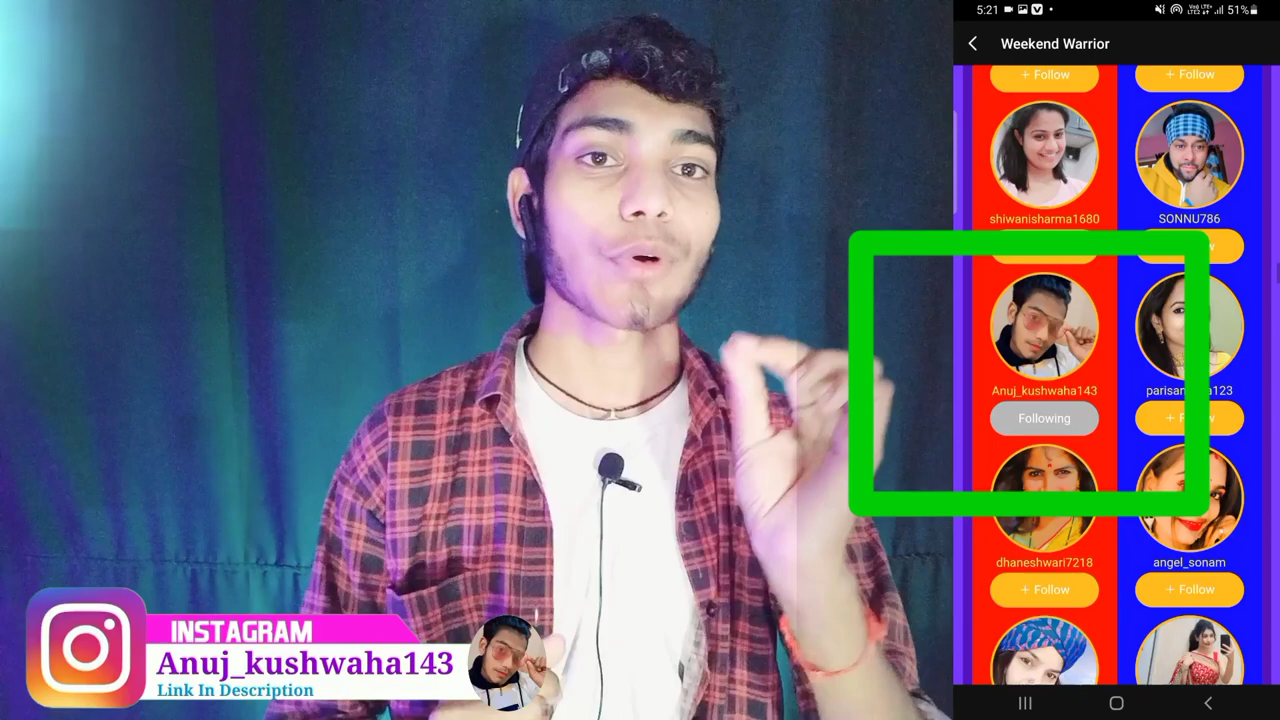 5:21
51%
Weekend Warrior
+ Follow
+ Follow
shiwanisharma1680
SONNU786
Anuj_kushwaha143
Following
dhaneshwari7218
angel_sonam
+ Follow
+ Follow
INSTAGRAM
Anuj_kushwaha143
Link In Description